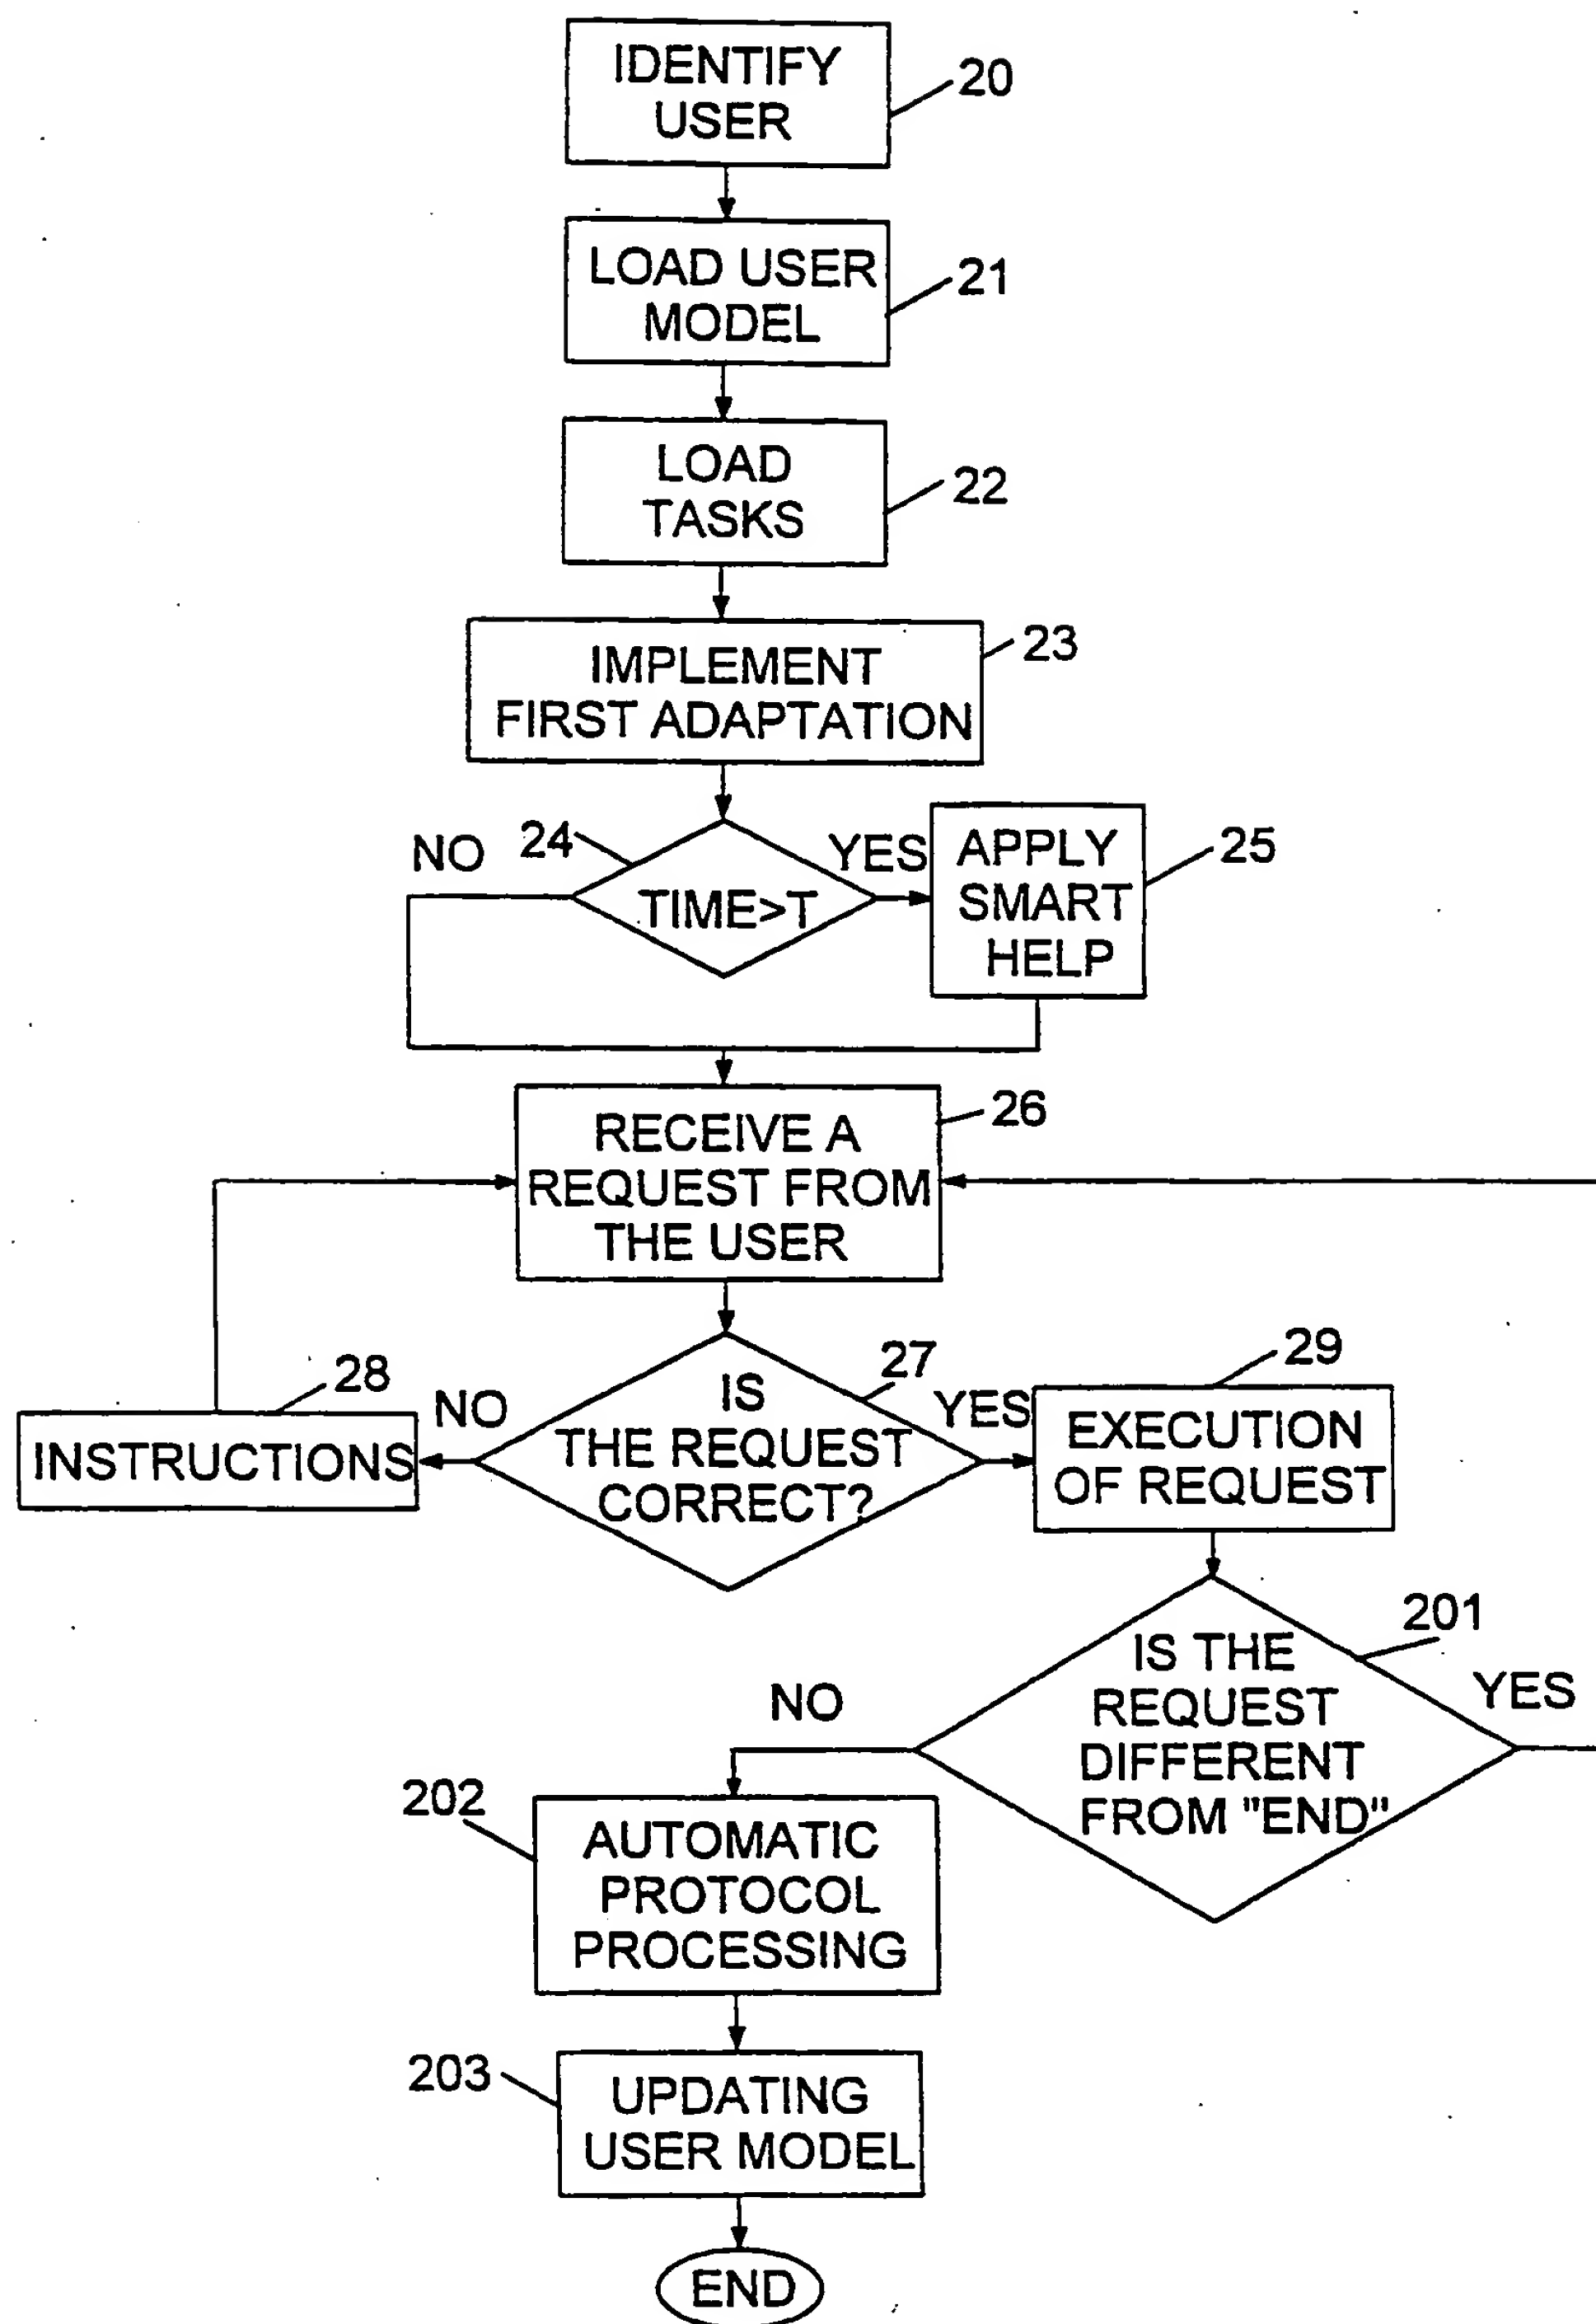 IDENTIFY
USER
20
LOAD USER
MODEL
21
LOAD
TASKS
22
IMPLEMENT
FIRST ADAPTATION
23
NO
24
TIME>T
YES
APPLY
SMART
HELP
25
RECEIVE A
REQUEST FROM
THE USER
26
28
INSTRUCTIONS
NO
IS
THE REQUEST
CORRECT?
27
YES
29
EXECUTION
OF REQUEST
201
IS THE
REQUEST
DIFFERENT
FROM "END"
NO
YES
202
AUTOMATIC
PROTOCOL
PROCESSING
203
UPDATING
USER MODEL
END